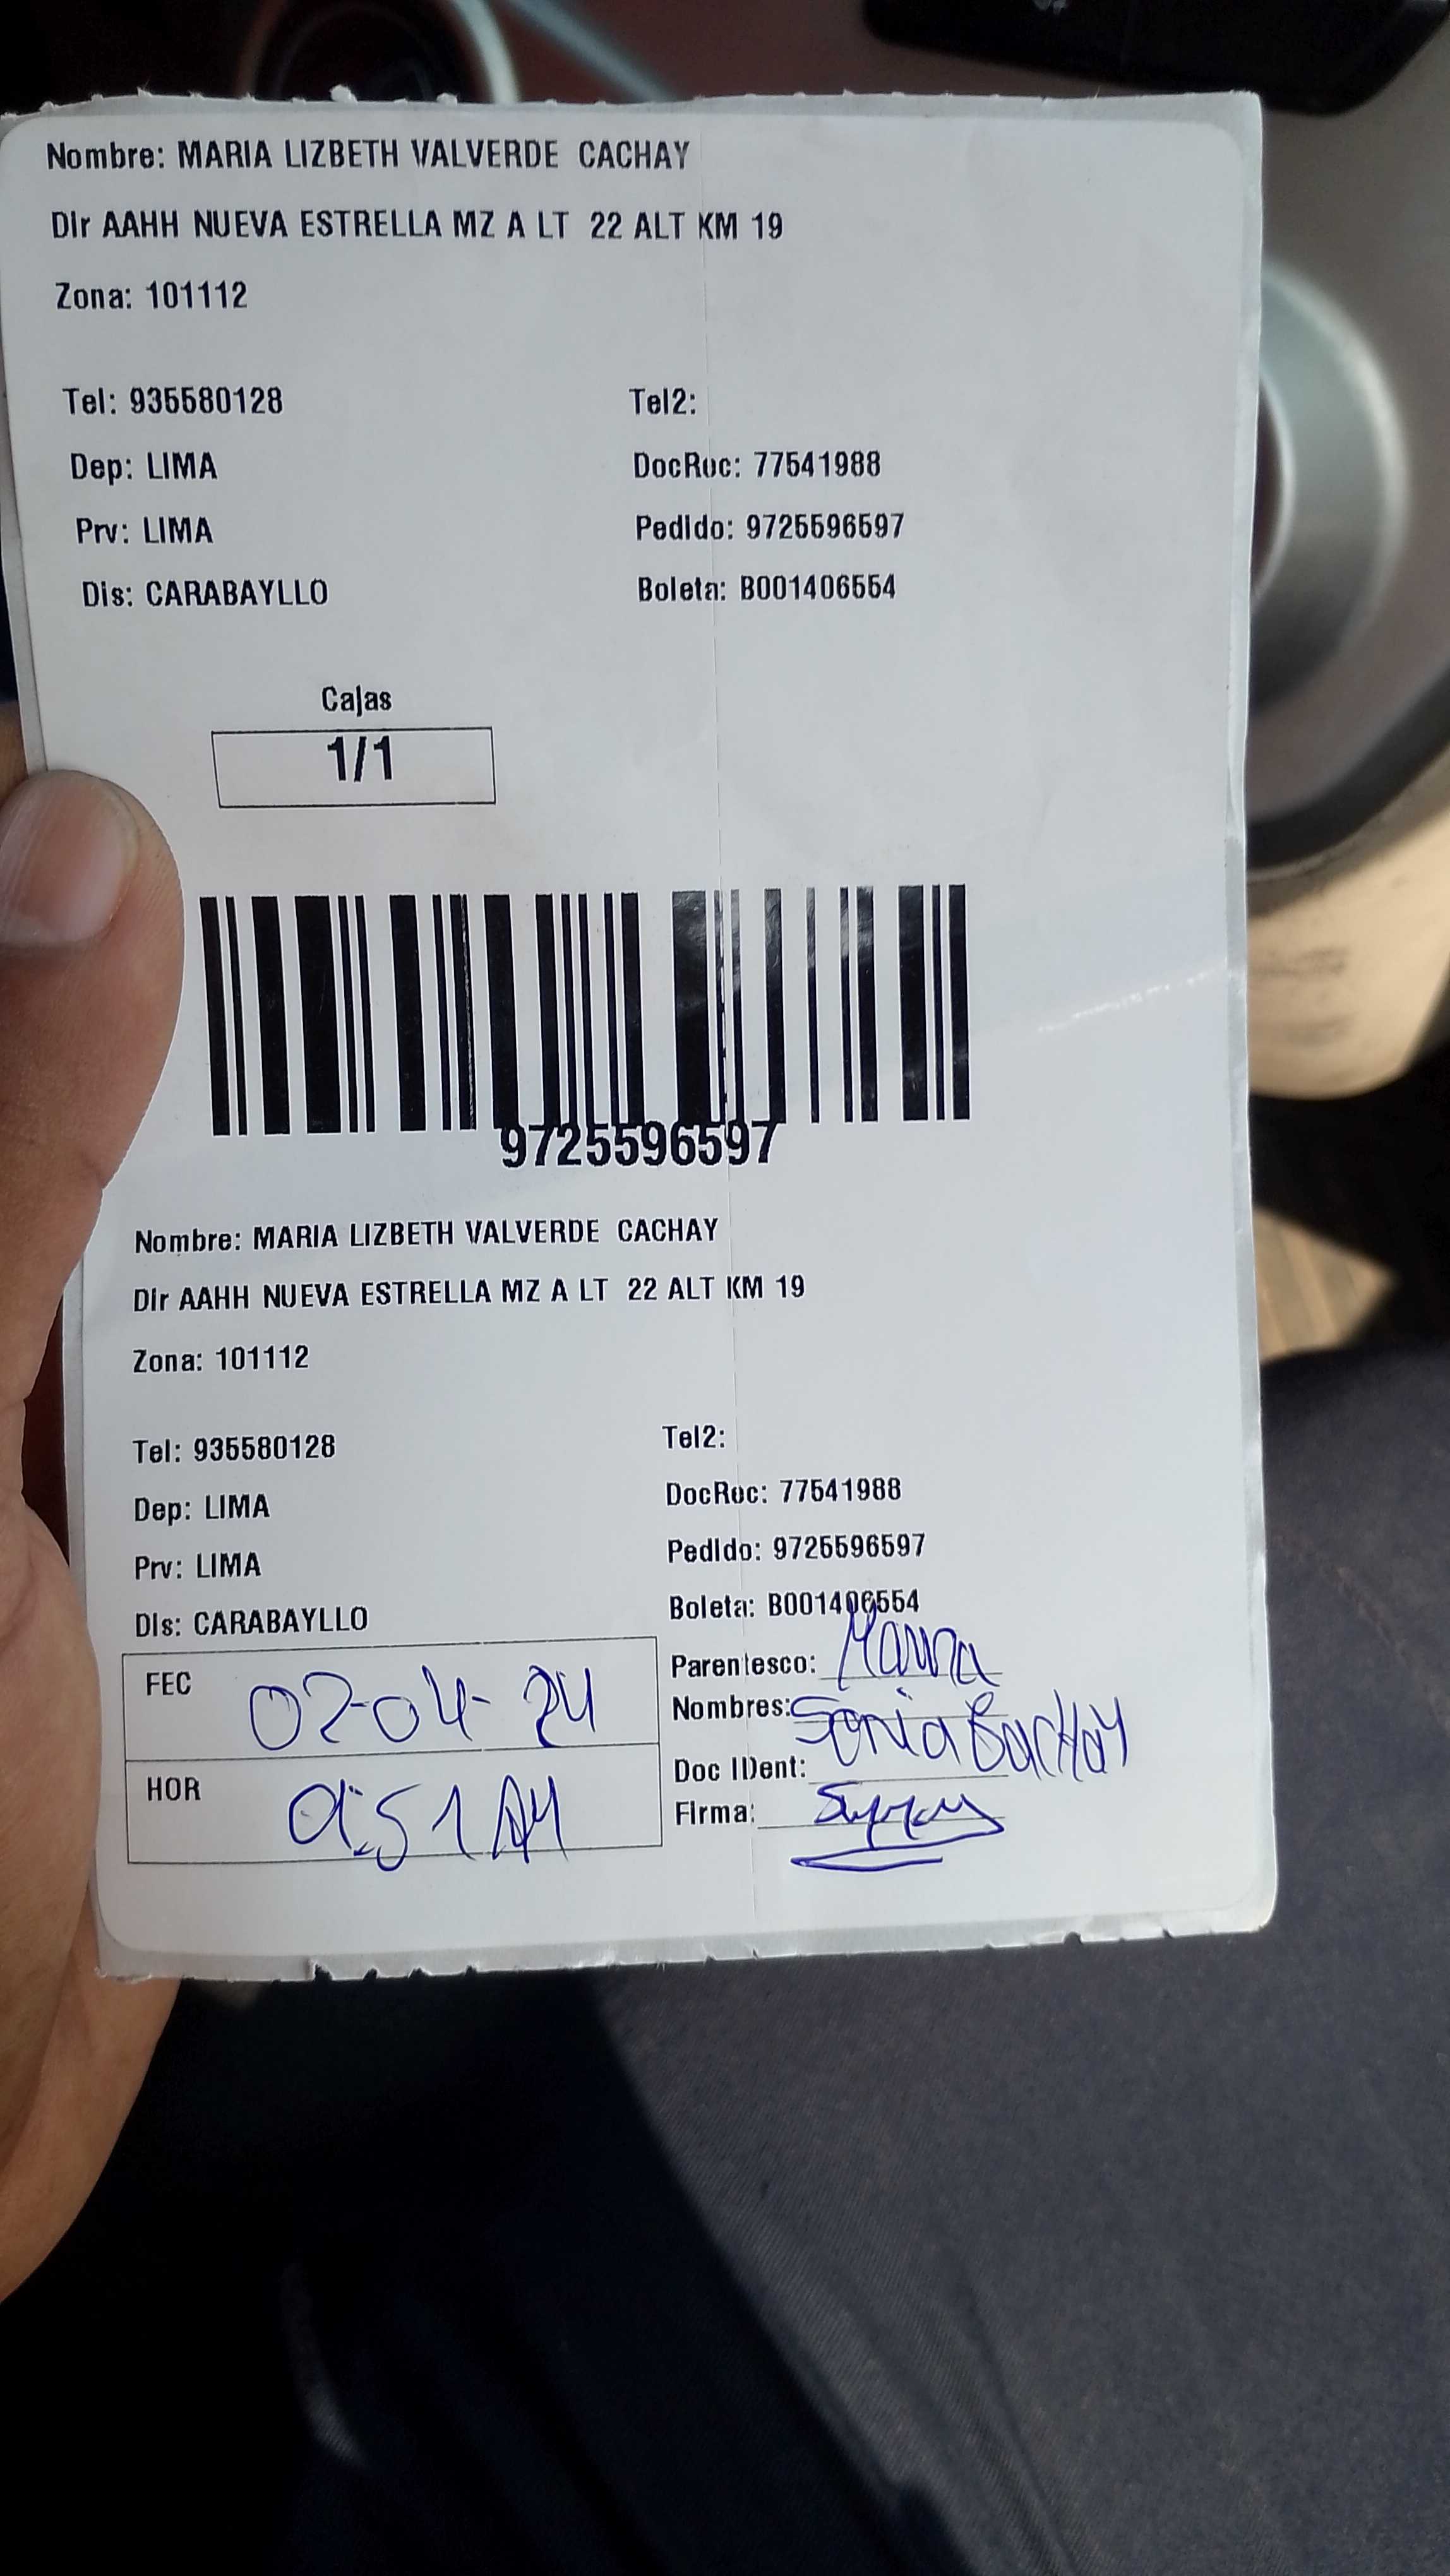 Nombre: MARIA LIZBETH VALVERDE CACHAY
Dir AAHH NUEVA ESTRELLA MZ A LT 22 ALT KM 19
Zona: 101112
Tel: 935580128 Tel2:
Dep: LIMA DocRuc: 77541988
Prv: LIMA Pedido: 9725596597
Dis: CARABAYLLO Boleta: B001406554
Cajas
1/1
9725596597
Nombre: MARIA LIZBETH VALVERDE CACHAY
Dir AAHH NUEVA ESTRELLA MZ A LT 22 ALT KM 19
Zona: 101112
Tel: 935580128 Tel2:
Dep: LIMA DocRuc: 77541988
Prv: LIMA Pedido: 9725596597
Dis: CARABAYLLO Boleta: B001406554
FEC 02-04-24
HOR 9:51 AM
Parentesco: Mama
Nombres: Sonia
Doc IDent:
Firma: